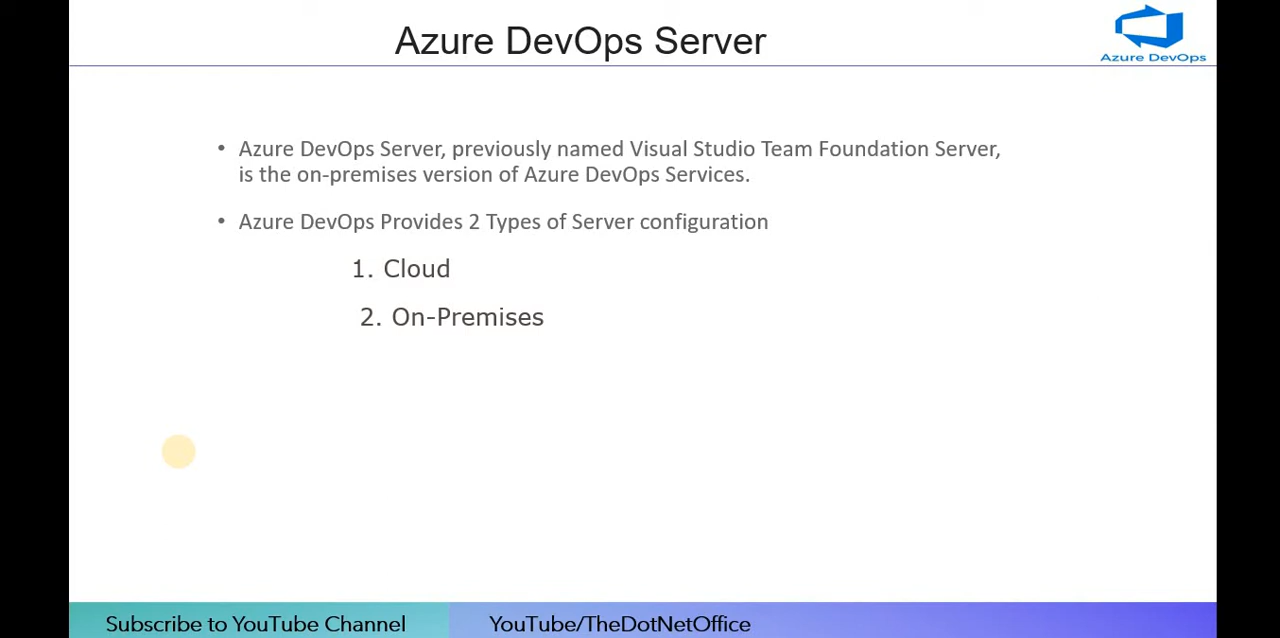 Azure DevOps Server
Azure DevOps
• Azure DevOps Server, previously named Visual Studio Team Foundation Server,
is the on-premises version of Azure DevOps Services.
• Azure DevOps Provides 2 Types of Server configuration
1. Cloud
2. On-Premises
Subscribe to YouTube Channel YouTube/TheDotNetOffice